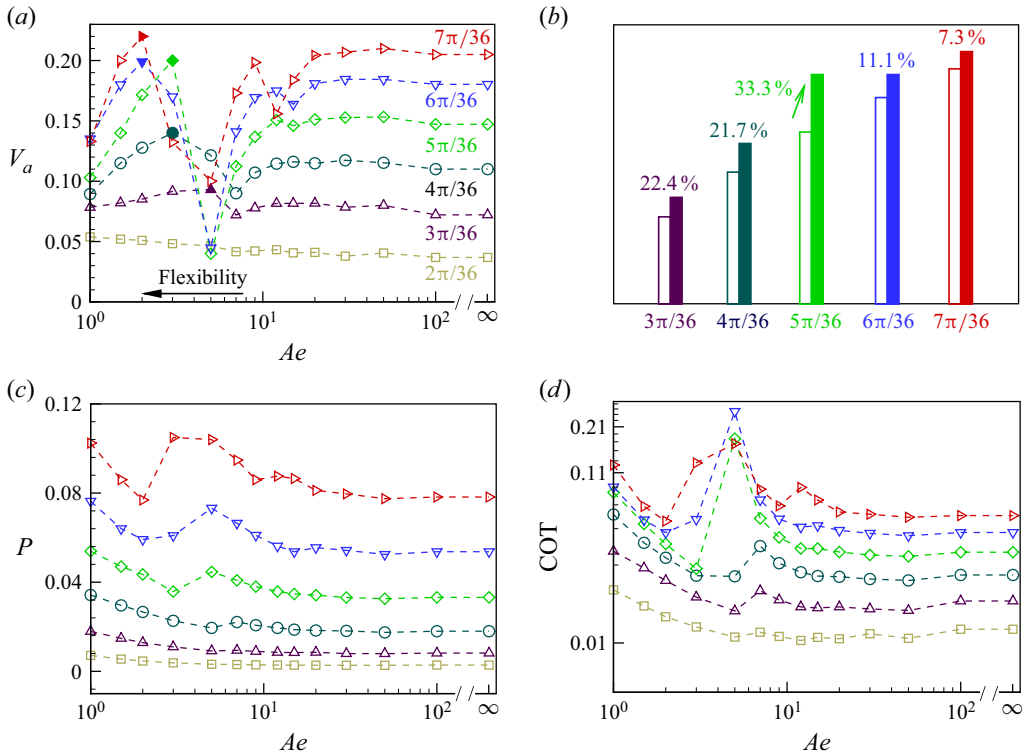 (a)
V_a
0.20
0.15
0.10
0.05
0
7π/36
6π/36
5π/36
4π/36
3π/36
2π/36
Flexibility
10^0
10^1
10^2
∞
Ae
(b)
22.4 %
21.7 %
33.3 %
11.1 %
7.3 %
3π/36
4π/36
5π/36
6π/36
7π/36
(c)
P
0.12
0.08
0.04
0
10^0
10^1
10^2
∞
Ae
(d)
COT
0.21
0.11
0.01
10^0
10^1
10^2
∞
Ae